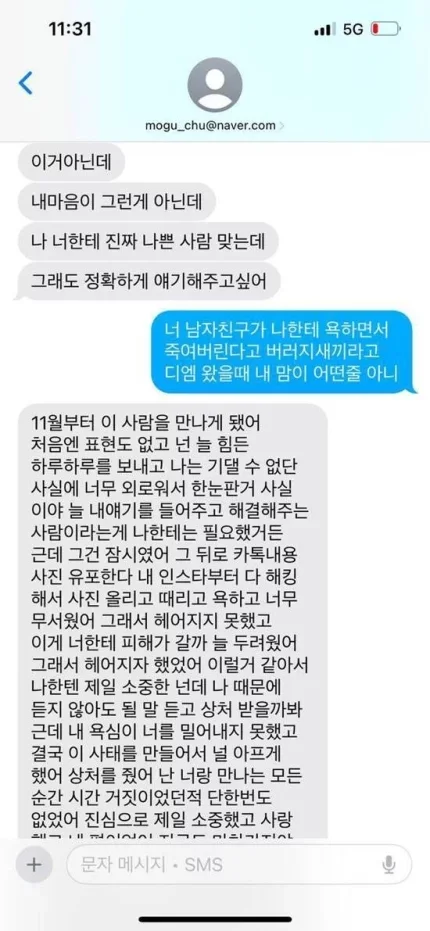 11:31
5G
mogu_chu@naver.com
이거아닌데
내마음이 그런게 아닌데
나 너한테 진짜 나쁜 사람 맞는데
그래도 정확하게 얘기해주고싶어
너 남자친구가 나한테 욕하면서
죽여버린다고 버러지새끼라고
디엠 왔을때 내 맘이 어떤줄 아니
11월부터 이 사람을 만나게 됐어
처음엔 표현도 없고 넌 늘 힘든
하루하루를 보내고 나는 기댈 수 없단
사실에 너무 외로워서 한눈판거 사실
이야 늘 내얘기를 들어주고 해결해주는
사람이라는게 나한테는 필요했거든
근데 그건 잠시였어 그 뒤로 카톡내용
사진 유포한다 내 인스타부터 다 해킹
해서 사진 올리고 때리고 욕하고 너무
무서웠어 그래서 헤어지지 못했고
이게 너한테 피해가 갈까 늘 두려웠어
그래서 헤어지자 했었어 이럴거 같아서
나한텐 제일 소중한 넌데 나 때문에
듣지 않아도 될 말 듣고 상처 받을까봐
근데 내 욕심이 너를 밀어내지 못했고
결국 이 사태를 만들어서 널 아프게
했어 상처를 줬어 난 너랑 만나는 모든
순간 시간 거짓이었던적 단한번도
없었어 진심으로 제일 소중했고 사랑
문자 메시지 • SMS